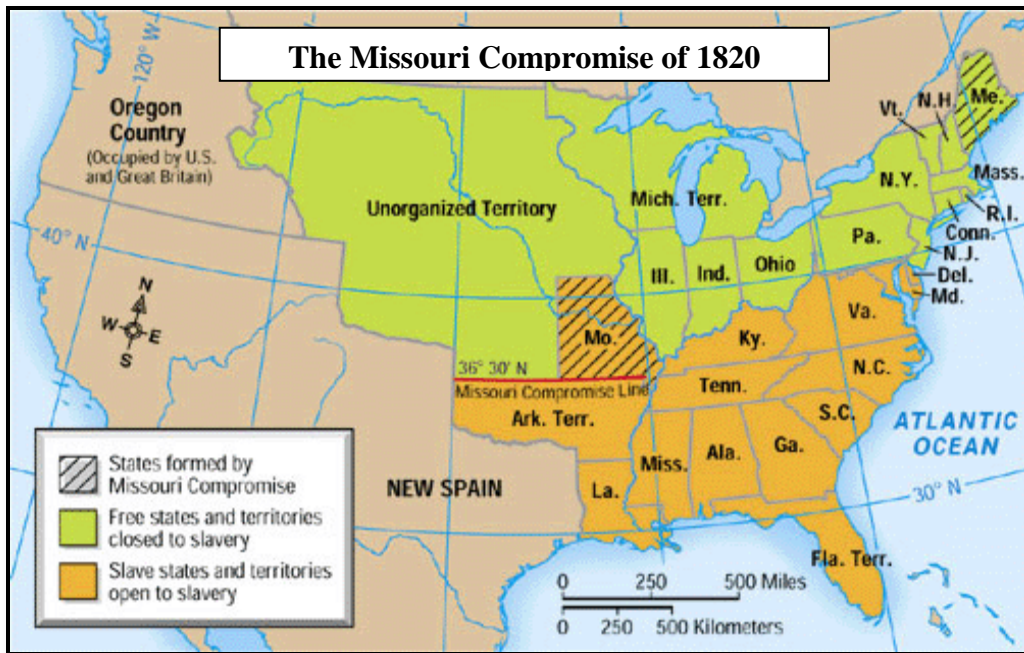 The Missouri Compromise of 1820
120° W
Oregon
Country
(Occupied by U.S.
and Great Britain)
40° N
Unorganized Territory
Mich. Terr.
Vt.
N.H.
Me.
Mass.
N.Y.
R.I.
Conn.
Pa.
N.J.
Ill.
Ind.
Ohio
Del.
Md.
N
W
E
S
Mo.
Ky.
Va.
36° 30' N
Missouri Compromise Line
Tenn.
N.C.
Ark. Terr.
S.C.
ATLANTIC
OCEAN
Miss.
Ala.
Ga.
La.
NEW SPAIN
30° N
Fla. Terr.
States formed by
Missouri Compromise
Free states and territories
closed to slavery
Slave states and territories
open to slavery
0 250 500 Miles
0 250 500 Kilometers